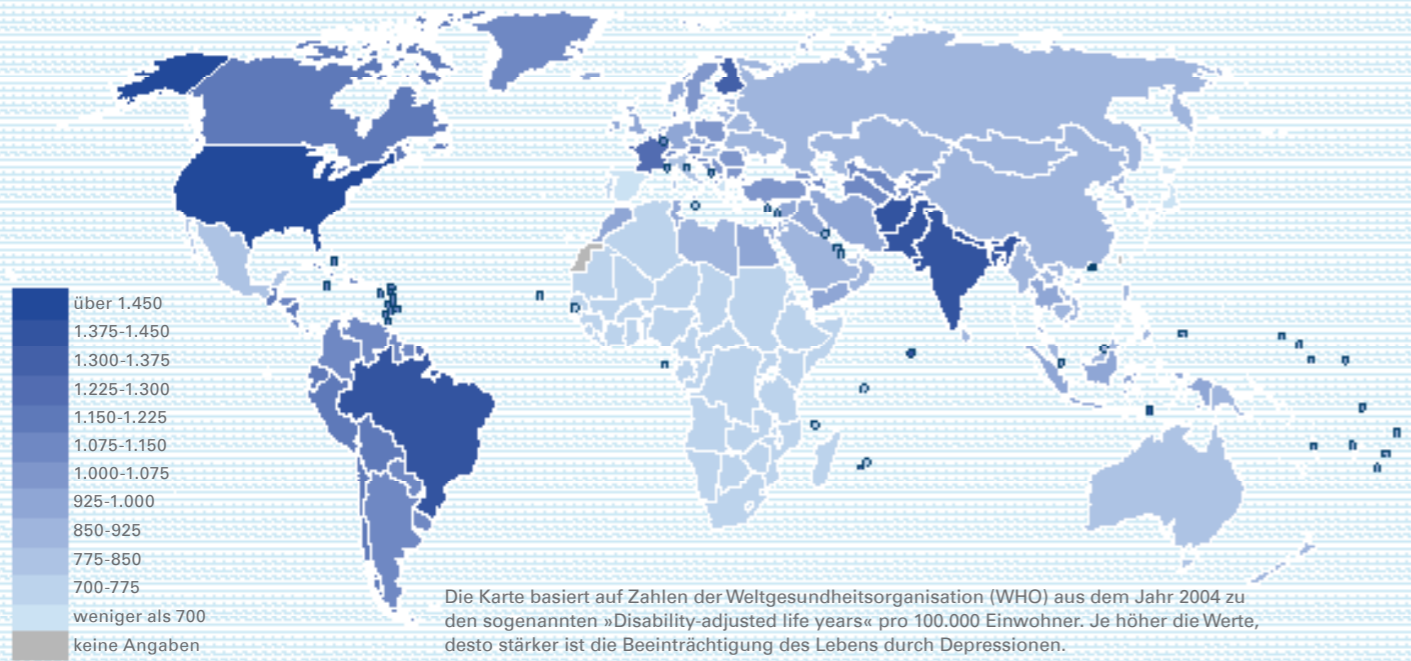 über 1.450
1.375-1.450
1.300-1.375
1.225-1.300
1.150-1.225
1.075-1.150
1.000-1.075
925-1.000
850-925
775-850
700-775
weniger als 700
keine Angaben
Die Karte basiert auf Zahlen der Weltgesundheitsorganisation (WHO) aus dem Jahr 2004 zu
den sogenannten »Disability-adjusted life years« pro 100.000 Einwohner. Je höher die Werte,
desto stärker ist die Beeinträchtigung des Lebens durch Depressionen.